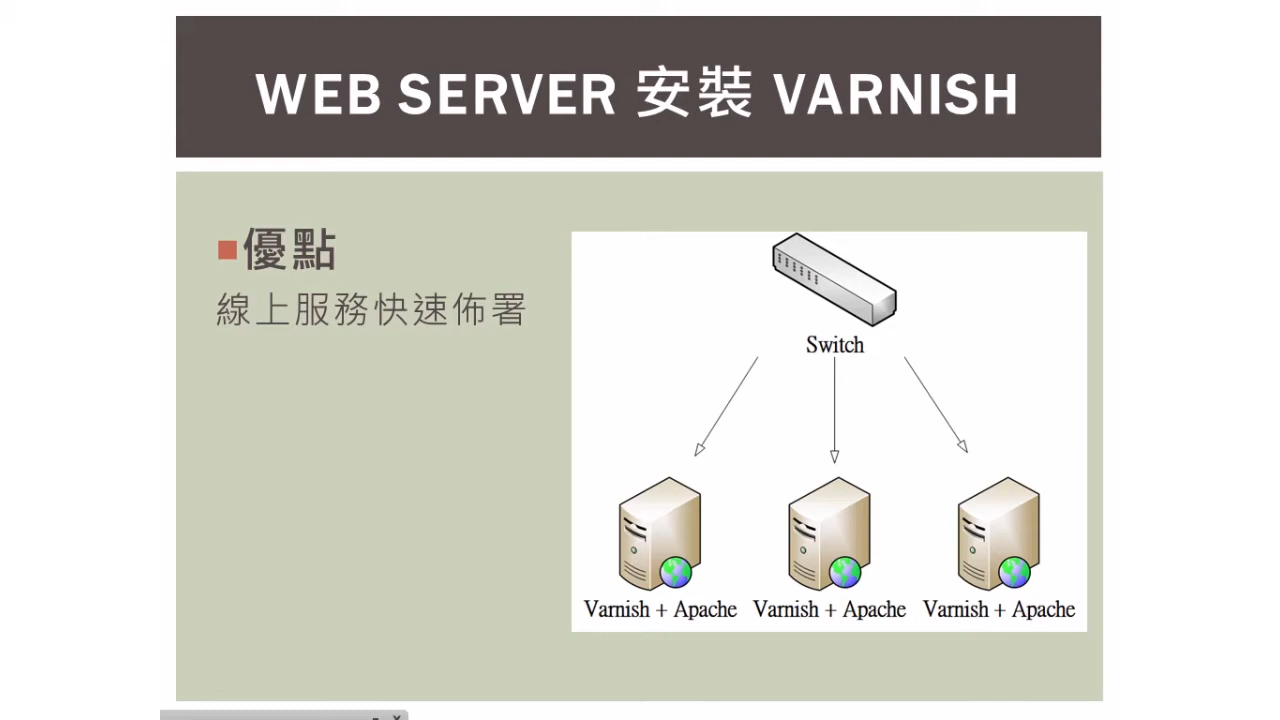 WEB SERVER 安裝 VARNISH
優點
線上服務快速佈署
Switch
Varnish + Apache
Varnish + Apache
Varnish + Apache